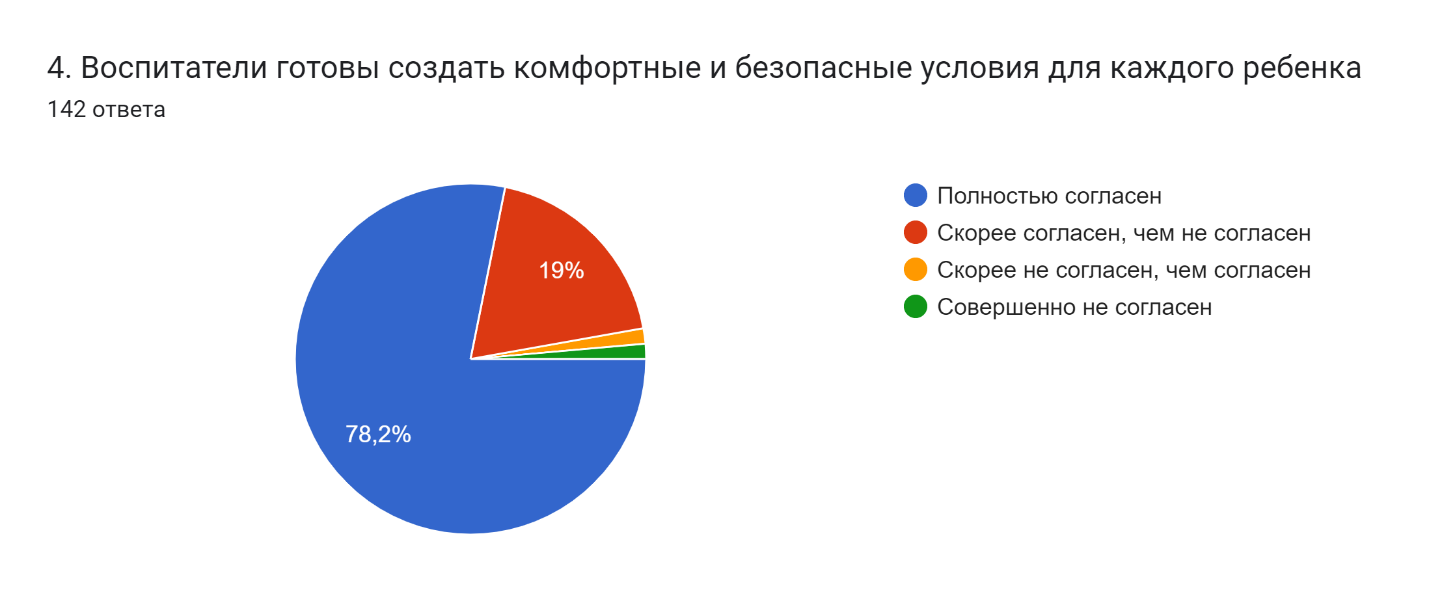 4. Воспитатели готовы создать комфортные и безопасные условия для каждого ребенка
142 ответа
Полностью согласен
Скорее согласен, чем не согласен
Скорее не согласен, чем согласен
Совершенно не согласен
19%
78,2%